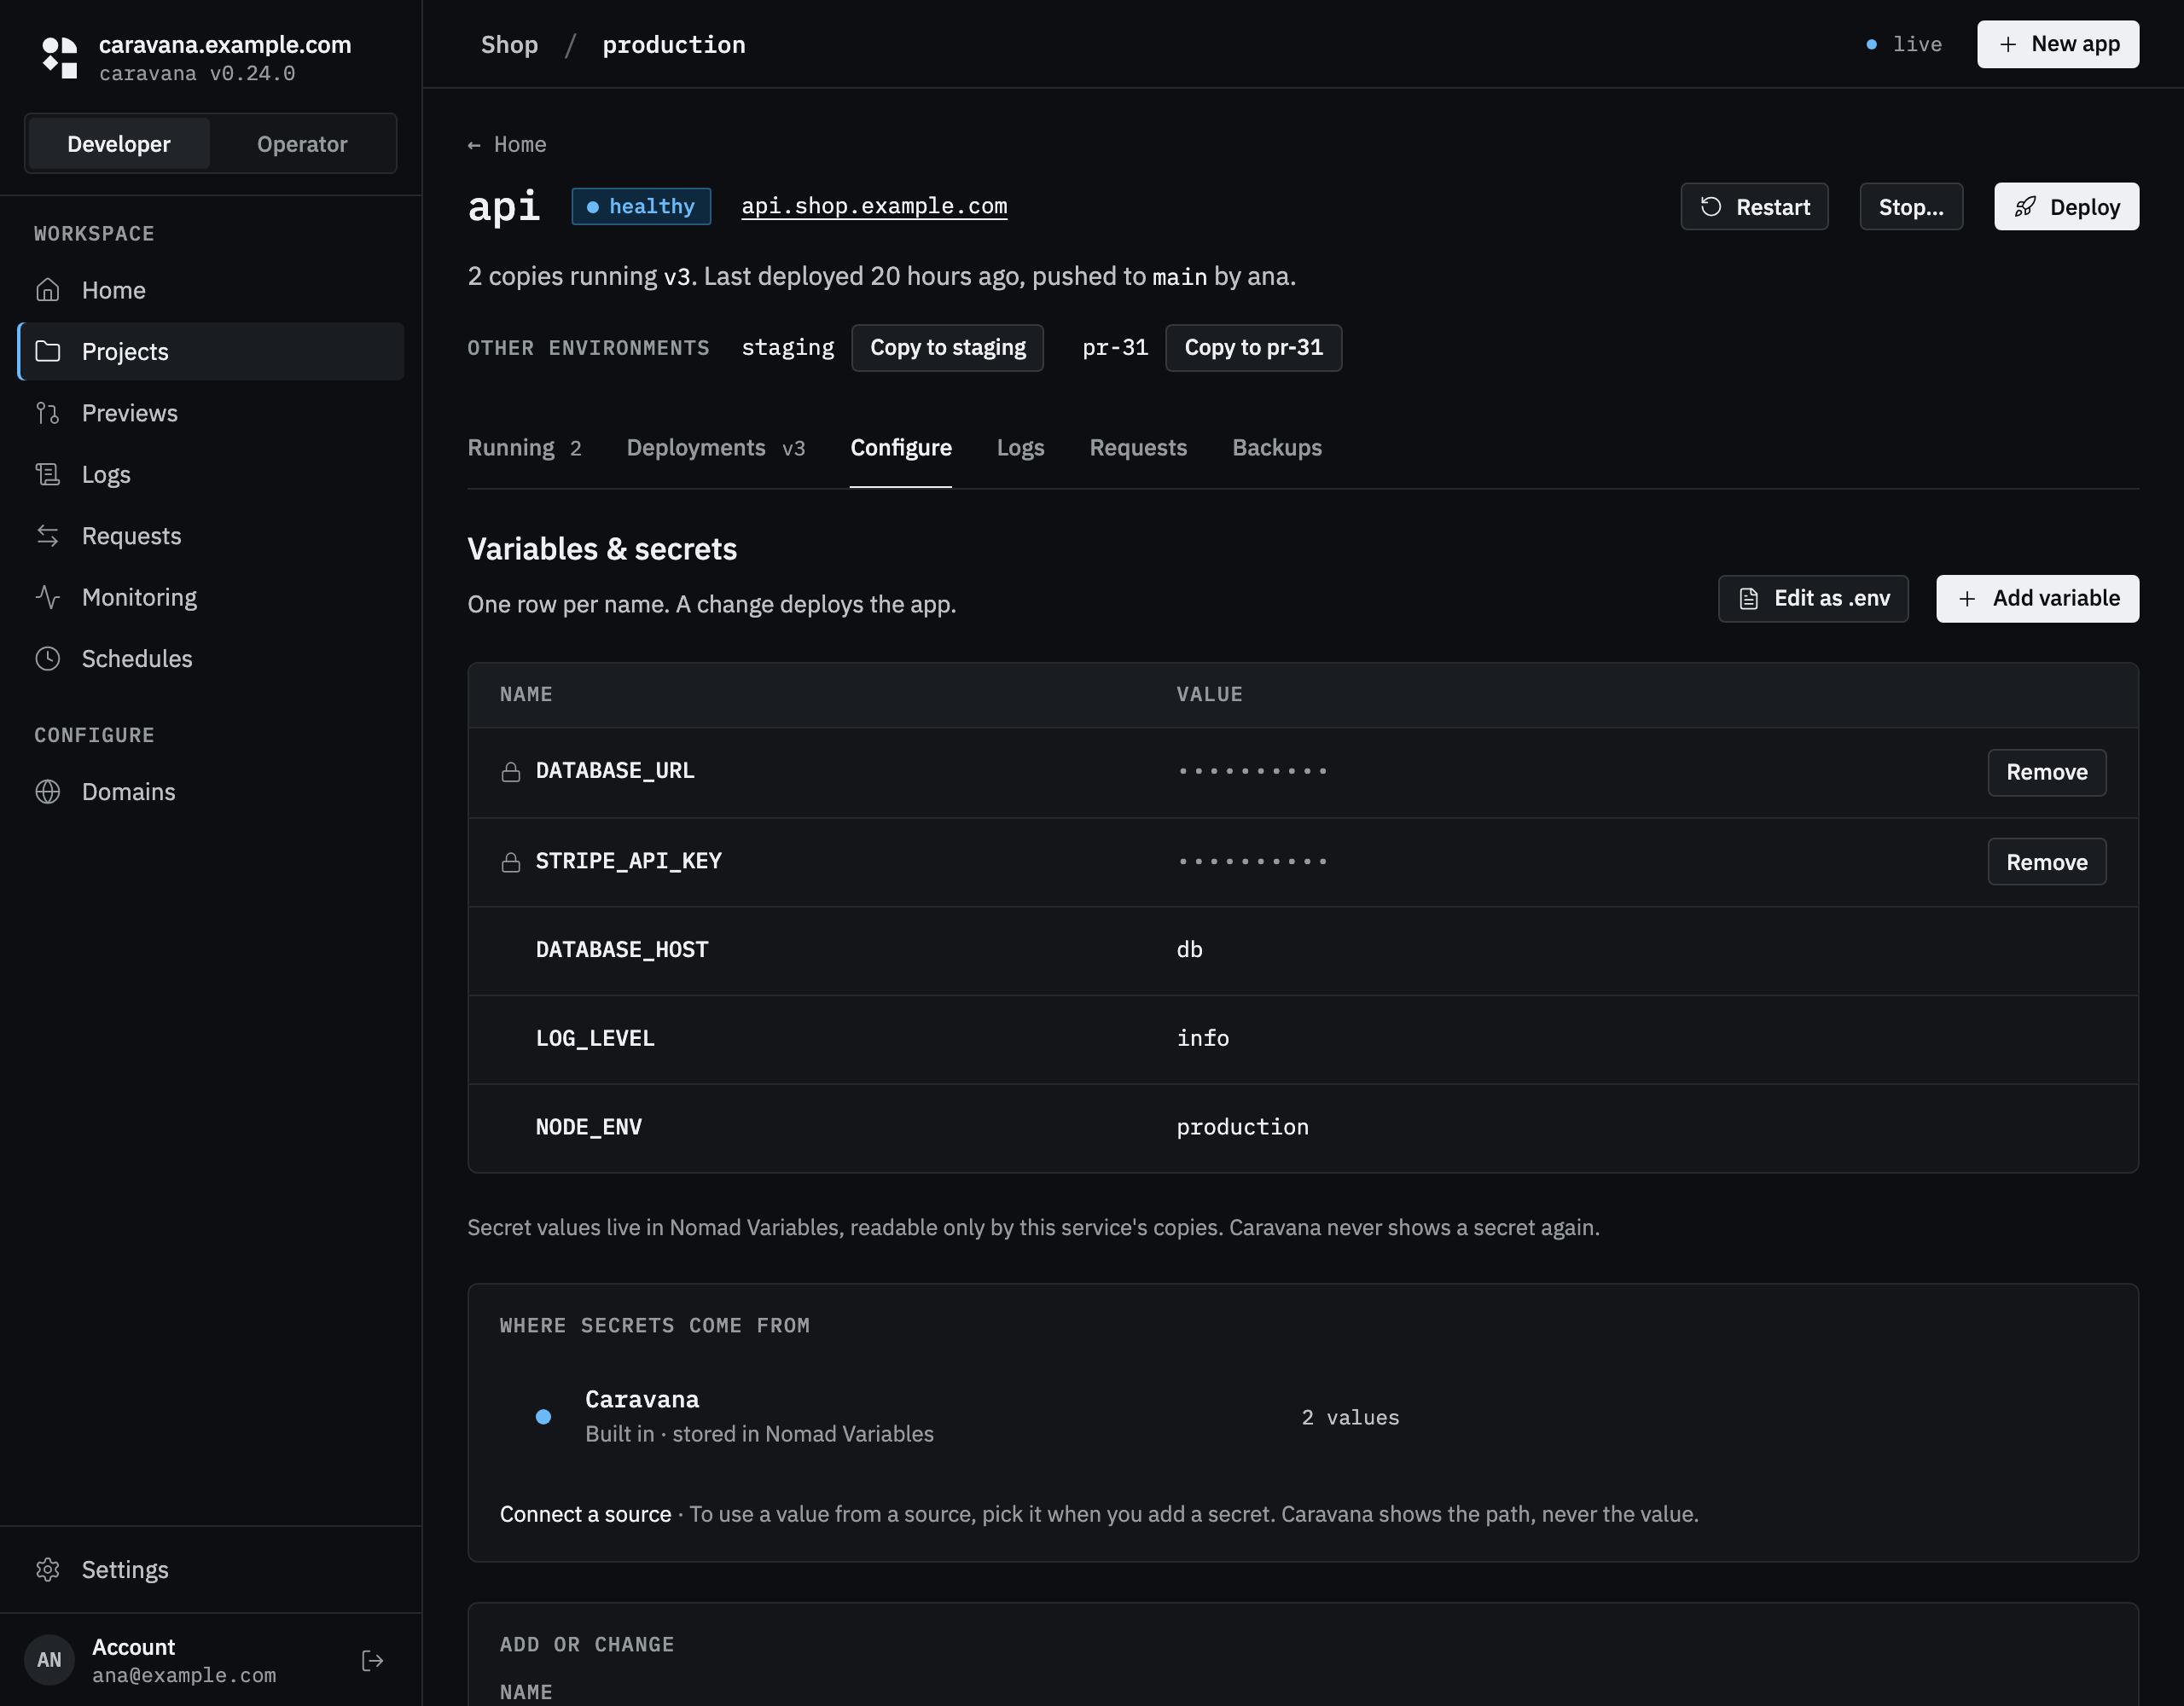 caravana.example.com
caravana v0.24.0
Developer
Operator
WORKSPACE
Home
Projects
Previews
Logs
Requests
Monitoring
Schedules
CONFIGURE
Domains
Settings
AN
Account
ana@example.com
Shop / production
live
+ New app
← Home
api
healthy
api.shop.example.com
Restart
Stop...
Deploy
2 copies running v3. Last deployed 20 hours ago, pushed to main by ana.
OTHER ENVIRONMENTS staging Copy to staging pr-31 Copy to pr-31
Running 2 Deployments v3 Configure Logs Requests Backups
Variables & secrets
One row per name. A change deploys the app.
Edit as .env
+ Add variable
NAME VALUE
DATABASE_URL •••••••••• Remove
STRIPE_API_KEY •••••••••• Remove
DATABASE_HOST db
LOG_LEVEL info
NODE_ENV production
Secret values live in Nomad Variables, readable only by this service's copies. Caravana never shows a secret again.
WHERE SECRETS COME FROM
Caravana
Built in · stored in Nomad Variables
2 values
Connect a source · To use a value from a source, pick it when you add a secret. Caravana shows the path, never the value.
ADD OR CHANGE
NAME